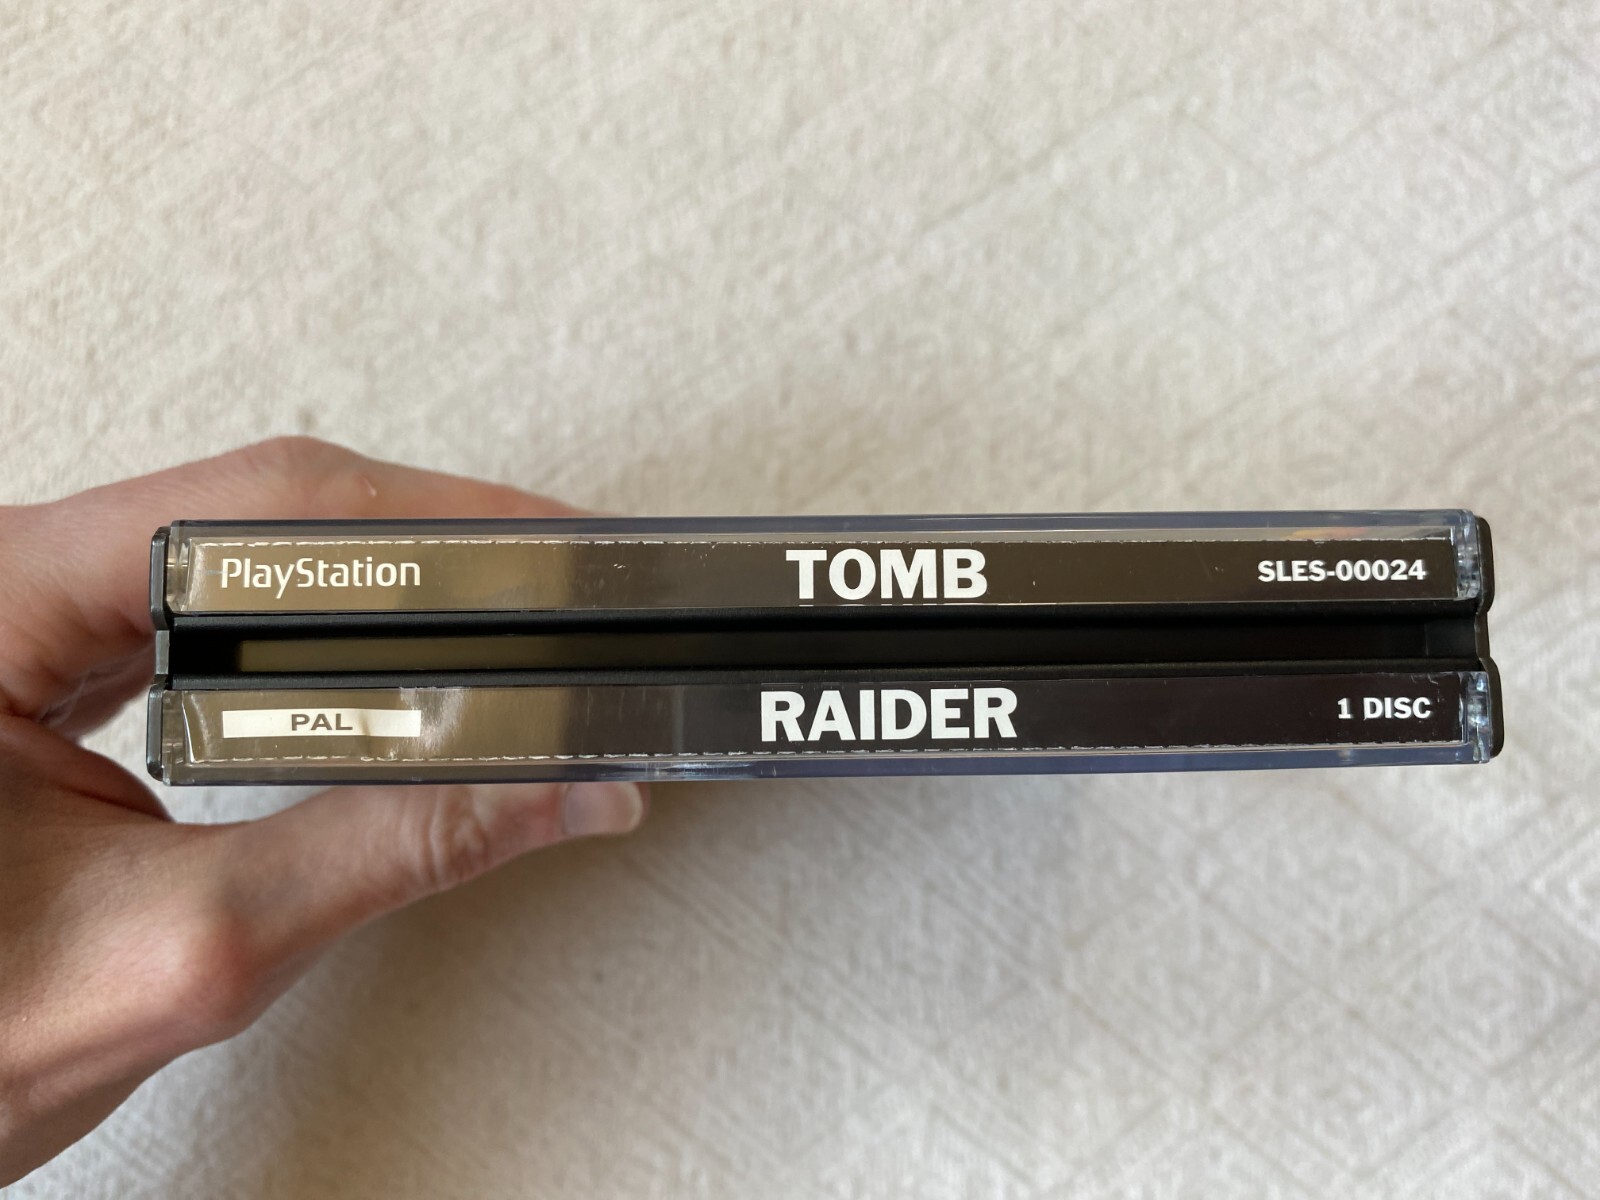 PlayStation TOMB SLES-00024
PAL RAIDER 1 DISC